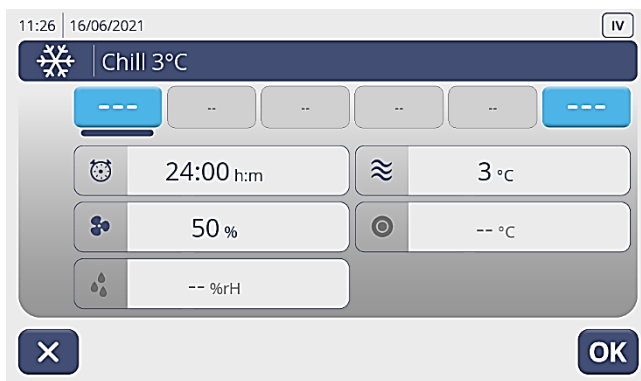 11:26 16/06/2021 IV
Chill 3°C
--- -- -- -- -- ---
24:00 h:m 3 °C
50 % -- °C
-- %rH
OK